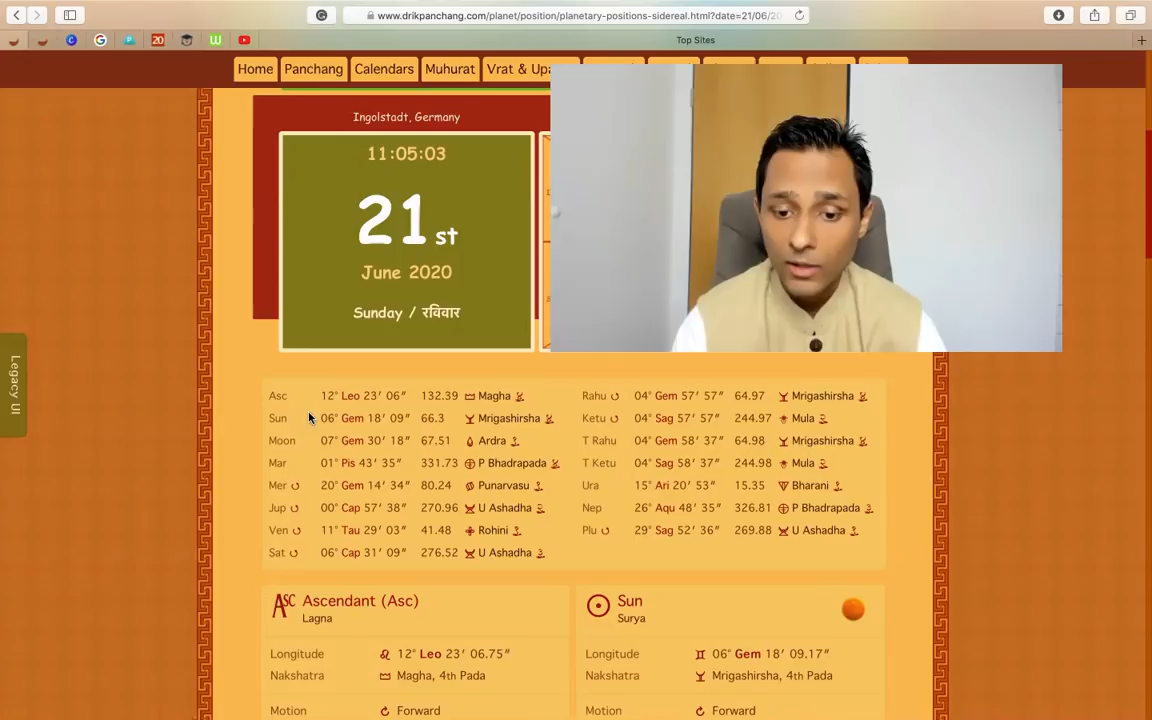 www.drikpanchang.com/planet/position/planetary-positions-sidereal.html?date=21/06/20
Top Sites
Home Panchang Calendars Muhurat Vrat & Upa
Ingolstadt, Germany
11:05:03
21 st
June 2020
Sunday / रविवार
Legacy UI
Asc 12° Leo 23′ 06″ 132.39 Magha Rahu 04° Gem 57′ 57″ 64.97 Mrigashirsha
Sun 06° Gem 18′ 09″ 66.3 Mrigashirsha Ketu 04° Sag 57′ 57″ 244.97 Mula
Moon 07° Gem 30′ 18″ 67.51 Ardra T Rahu 04° Gem 58′ 37″ 64.98 Mrigashirsha
Mar 01° Pis 43′ 35″ 331.73 P Bhadrapada T Ketu 04° Sag 58′ 37″ 244.98 Mula
Mer 20° Gem 14′ 34″ 80.24 Punarvasu Ura 15° Ari 20′ 53″ 15.35 Bharani
Jup 00° Cap 57′ 38″ 270.96 U Ashadha Nep 26° Aqu 48′ 35″ 326.81 P Bhadrapada
Ven 11° Tau 29′ 03″ 41.48 Rohini Plu 29° Sag 52′ 36″ 269.88 U Ashadha
Sat 06° Cap 31′ 09″ 276.52 U Ashadha
ASC Ascendant (Asc)
Lagna
Longitude 12° Leo 23′ 06.75″
Nakshatra Magha, 4th Pada
Motion Forward
Sun
Surya
Longitude 06° Gem 18′ 09.17″
Nakshatra Mrigashirsha, 4th Pada
Motion Forward